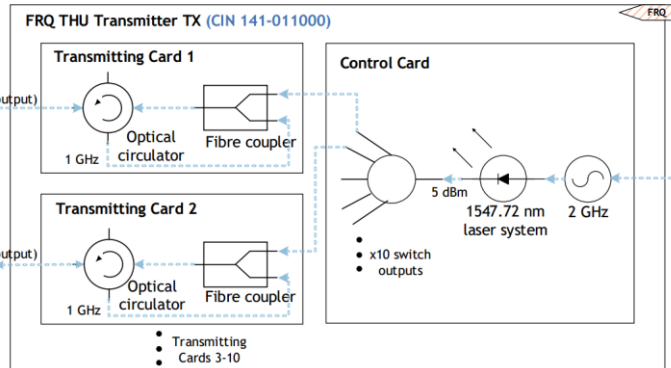 FRQ THU Transmitter TX (CIN 141-011000)
FRQ
Transmitting Card 1
Optical
circulator
1 GHz
Fibre coupler
Control Card
5 dBm
1547.72 nm
laser system
2 GHz
x10 switch
outputs
Transmitting Card 2
Optical
circulator
1 GHz
Fibre coupler
Transmitting
Cards 3-10